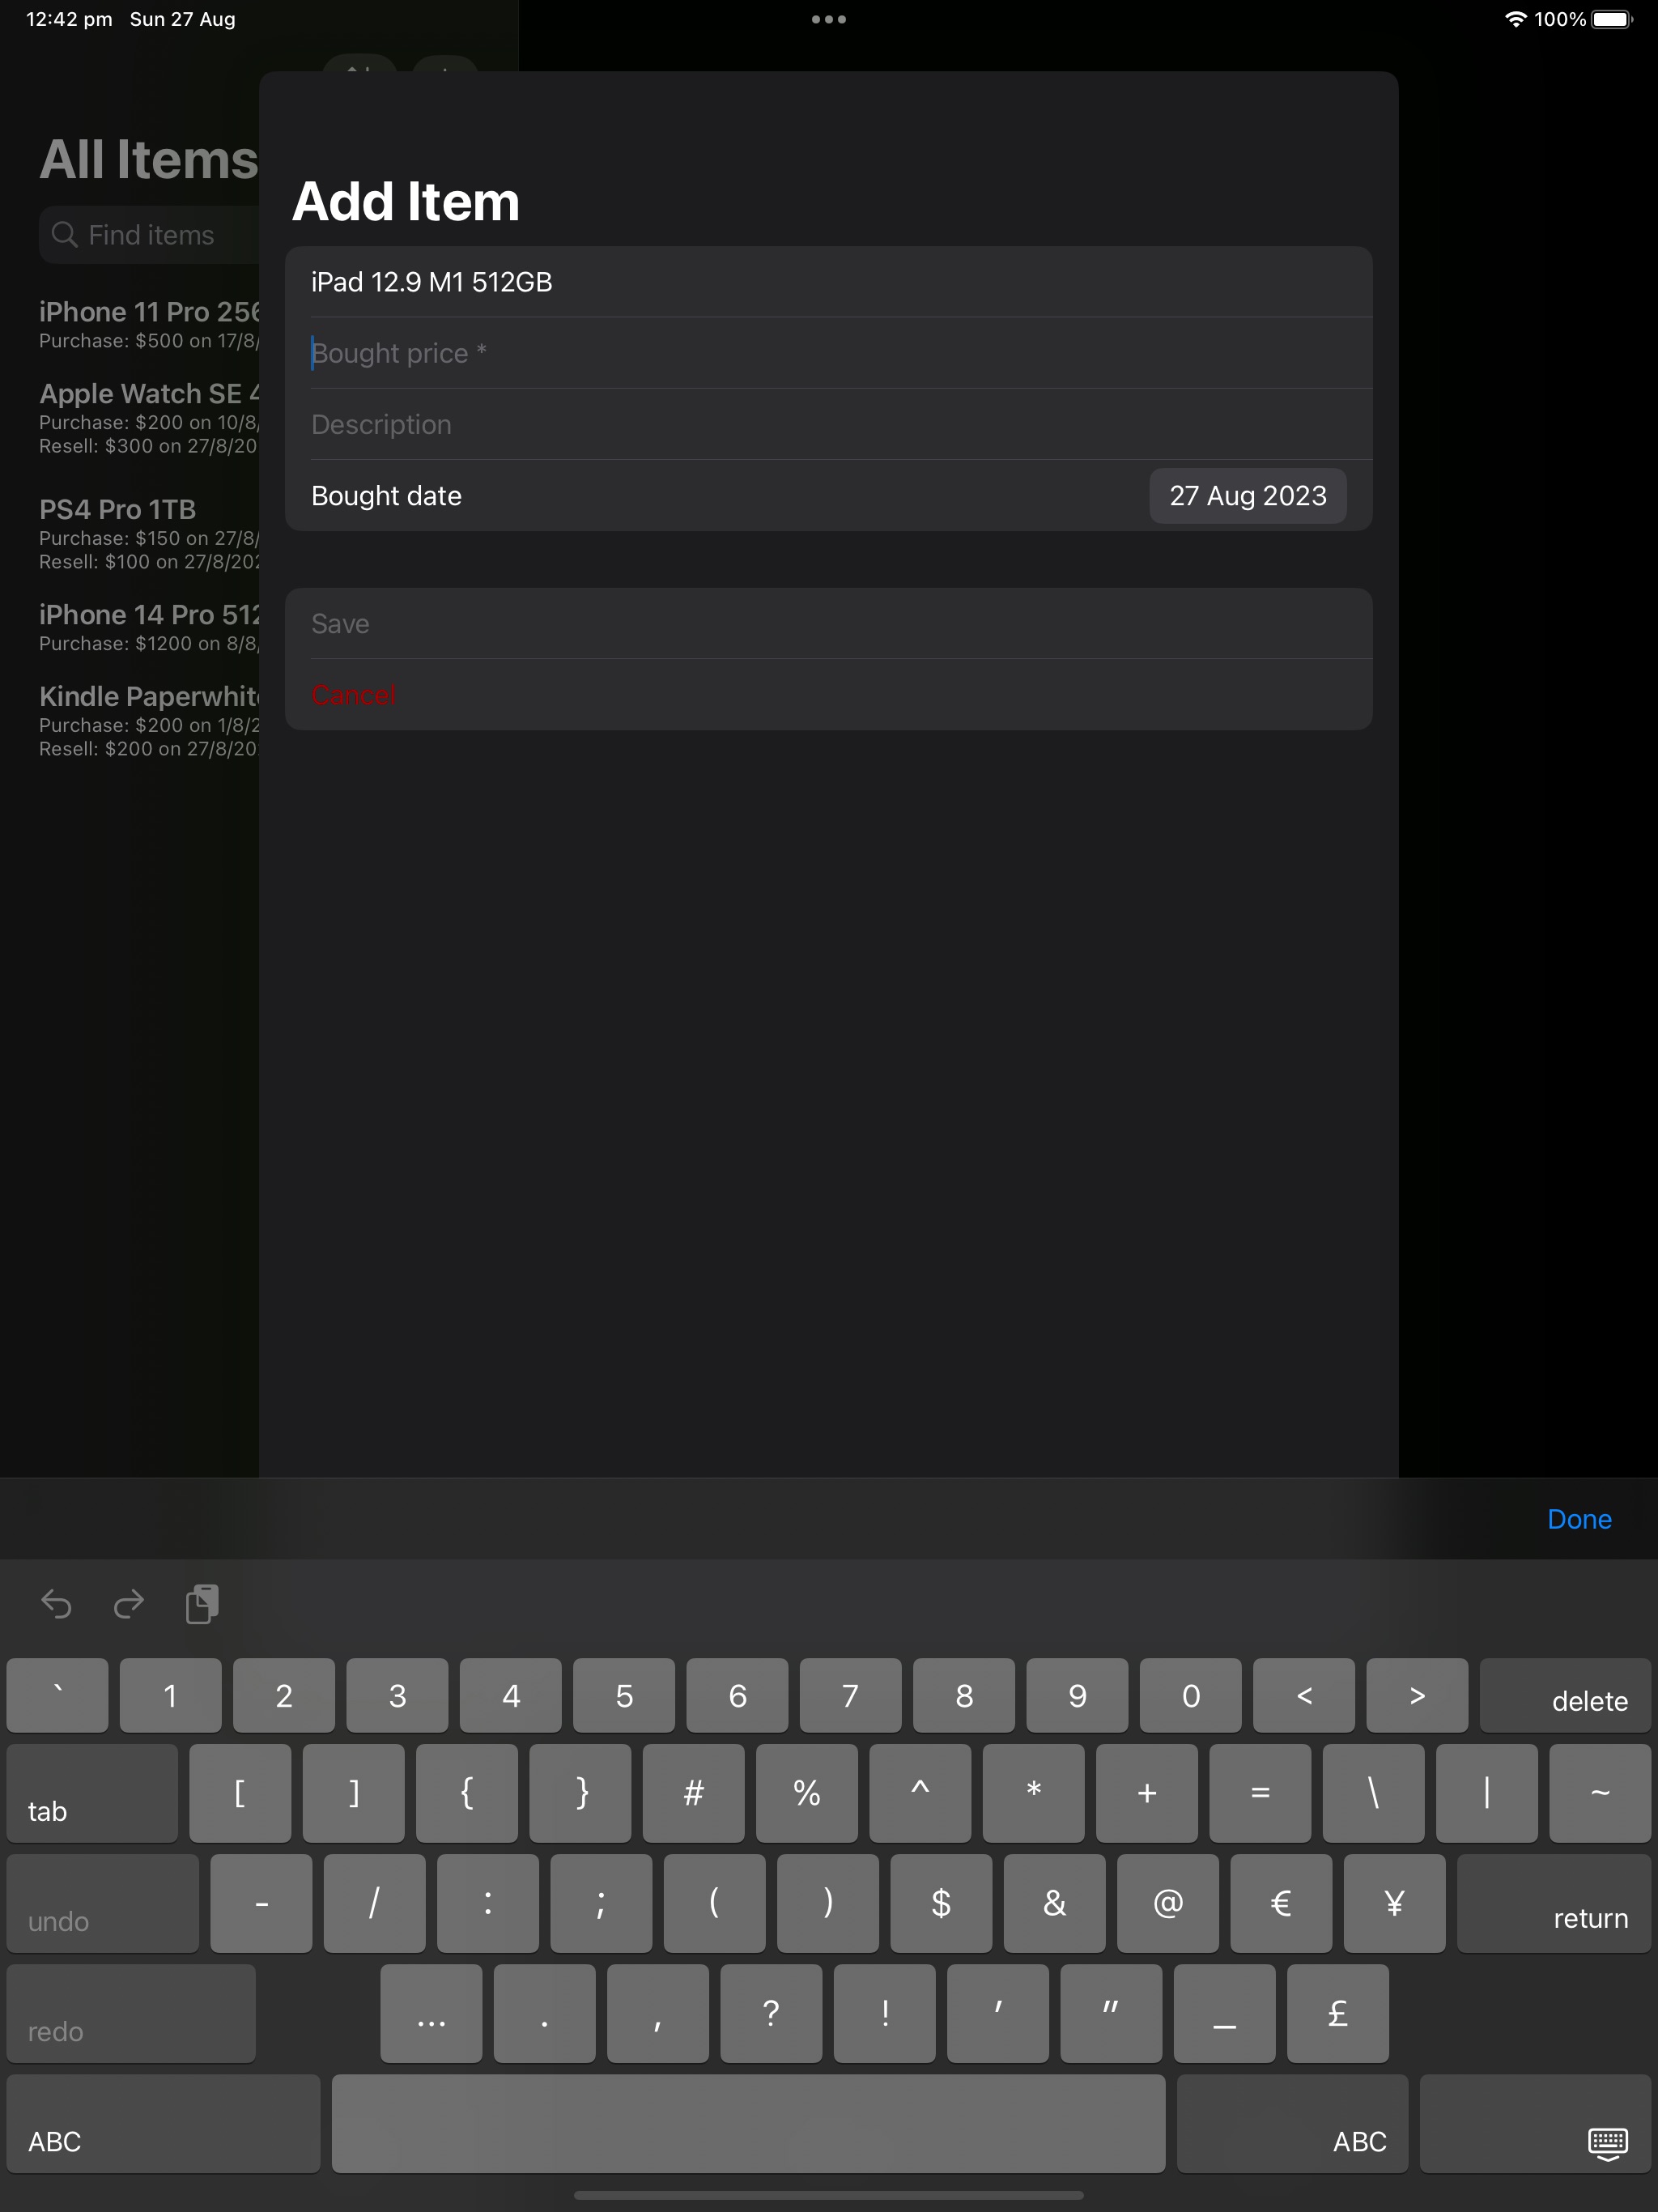 12:42 pm Sun 27 Aug
100%
All Items
Find items
iPhone 11 Pro 256
Purchase: $500 on 17/8/
Apple Watch SE 4
Purchase: $200 on 10/8/
Resell: $300 on 27/8/20
PS4 Pro 1TB
Purchase: $150 on 27/8/
Resell: $100 on 27/8/202
iPhone 14 Pro 512
Purchase: $1200 on 8/8/
Kindle Paperwhite
Purchase: $200 on 1/8/2
Resell: $200 on 27/8/20
Add Item
iPad 12.9 M1 512GB
Bought price *
Description
Bought date 27 Aug 2023
Save
Cancel
Done
` 1 2 3 4 5 6 7 8 9 0 < > delete
tab [ ] { } # % ^ * + = \ | ~
undo - / : ; ( ) $ & @ € ¥ return
redo … . , ? ! ' " _ £
ABC ABC